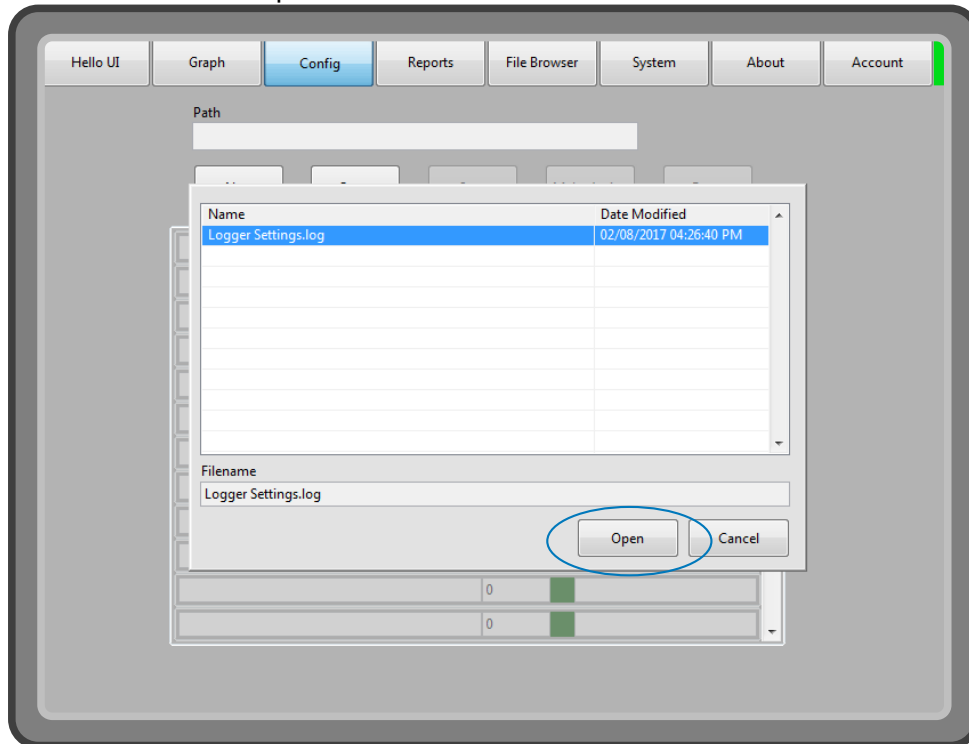 Hello UI Graph Config Reports File Browser System About Account
Path
Name Date Modified
Logger Settings.log 02/08/2017 04:26:40 PM
Filename
Logger Settings.log
Open Cancel
0
0